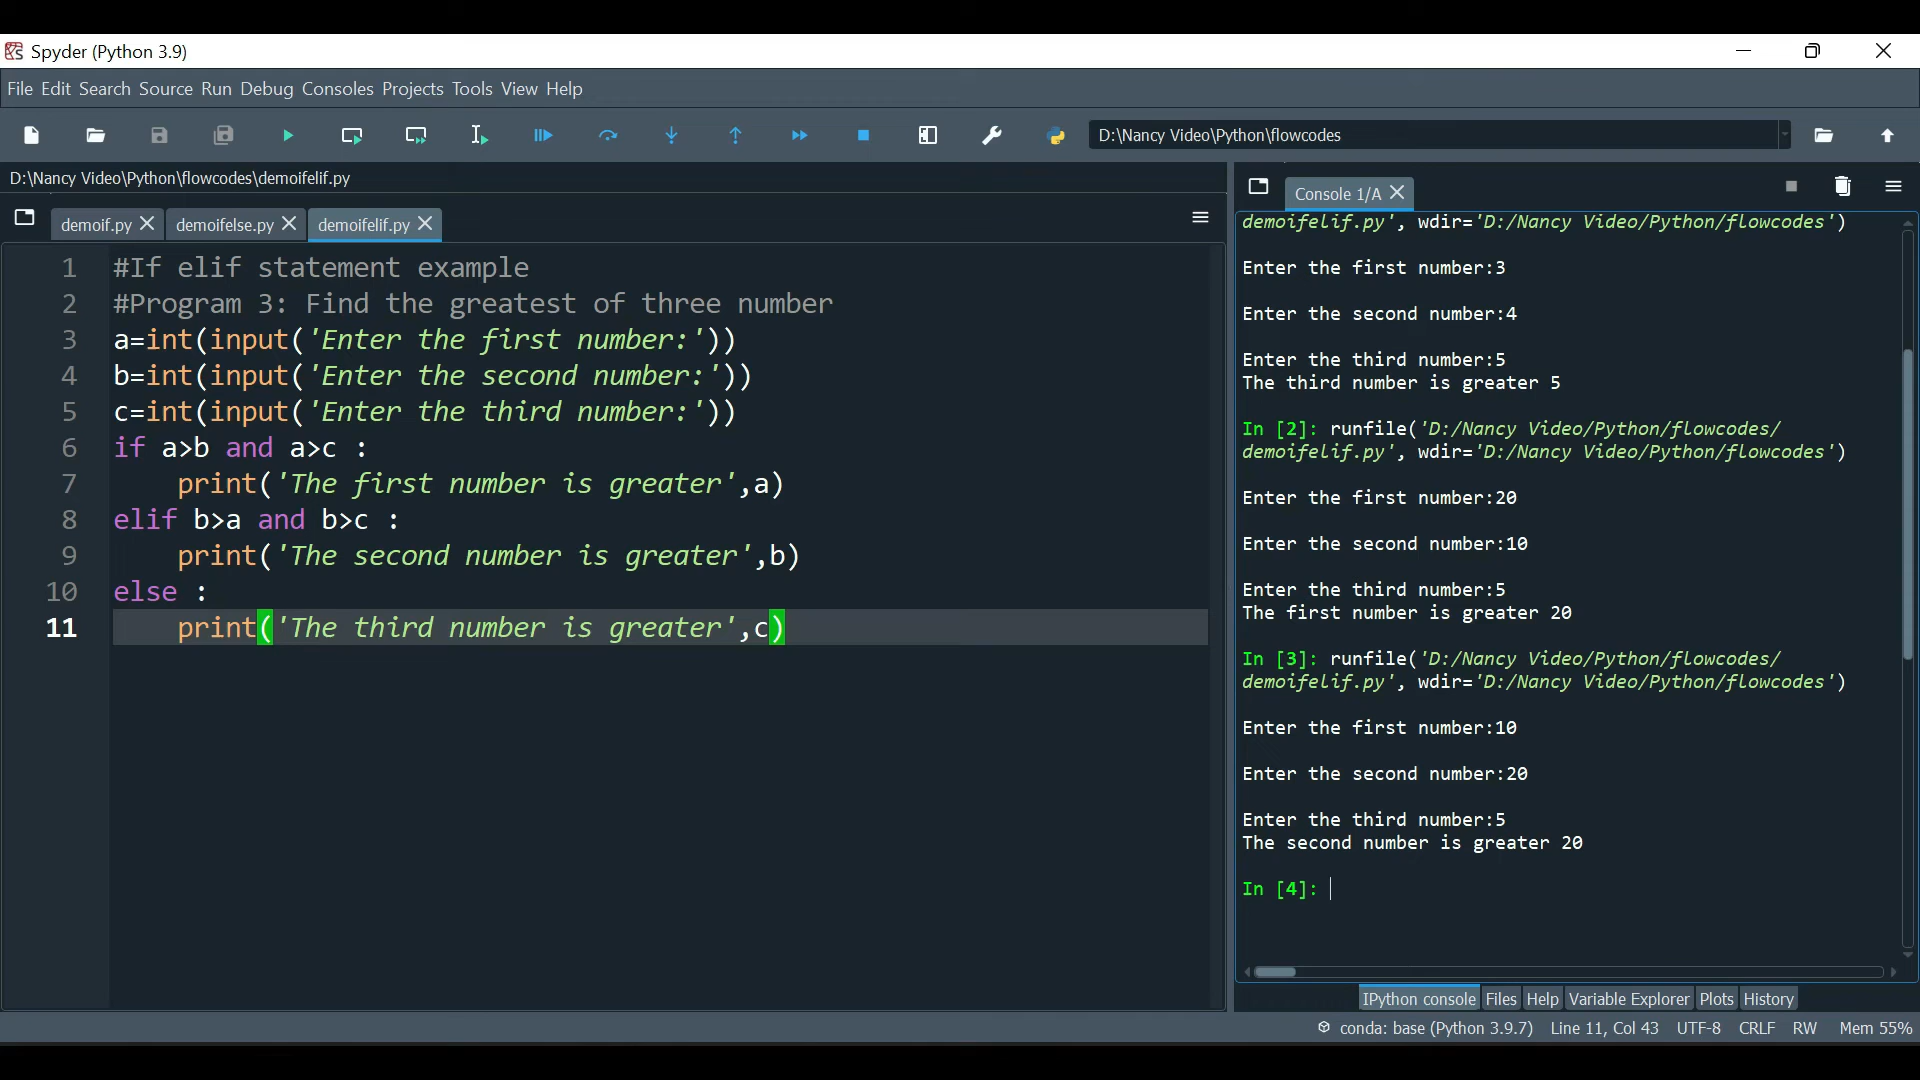 Spyder (Python 3.9)
File Edit Search Source Run Debug Consoles Projects Tools View Help
D:\Nancy Video\Python\flowcodes
D:\Nancy Video\Python\flowcodes\demoifelif.py
demoif.py
demoifelse.py
demoifelif.py
1 #If elif statement example
2 #Program 3: Find the greatest of three number
3 a=int(input('Enter the first number:'))
4 b=int(input('Enter the second number:'))
5 c=int(input('Enter the third number:'))
6 if a>b and a>c :
7 print('The first number is greater',a)
8 elif b>a and b>c :
9 print('The second number is greater',b)
10 else :
11 print('The third number is greater',c)
Console 1/A
demoifelif.py', wdir='D:/Nancy Video/Python/flowcodes')
Enter the first number:3
Enter the second number:4
Enter the third number:5
The third number is greater 5
In [2]: runfile('D:/Nancy Video/Python/flowcodes/
demoifelif.py', wdir='D:/Nancy Video/Python/flowcodes')
Enter the first number:20
Enter the second number:10
Enter the third number:5
The first number is greater 20
In [3]: runfile('D:/Nancy Video/Python/flowcodes/
demoifelif.py', wdir='D:/Nancy Video/Python/flowcodes')
Enter the first number:10
Enter the second number:20
Enter the third number:5
The second number is greater 20
In [4]:
IPython console Files Help Variable Explorer Plots History
conda: base (Python 3.9.7) Line 11, Col 43 UTF-8 CRLF RW Mem 55%